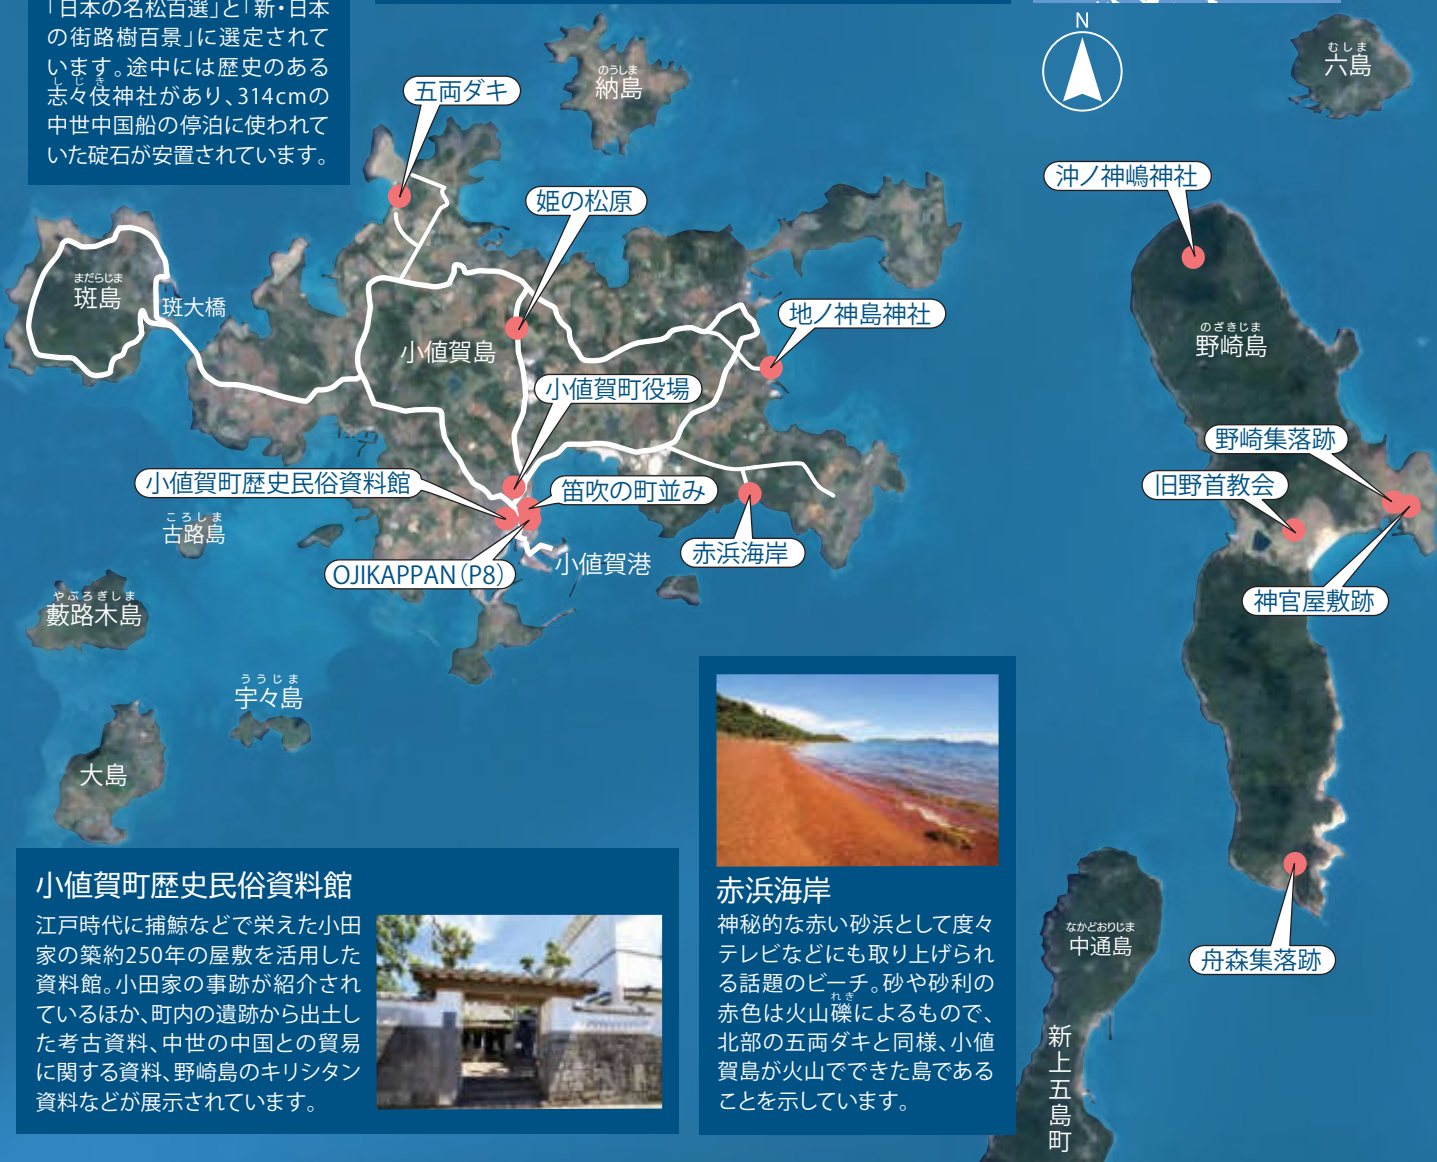 「日本の名松百選」と「新・日本
の街路樹百景」に選定されて
います。途中には歴史のある
しじき
志々伎神社があり、314cmの
中世中国船の停泊に使われて
いた碇石が安置されています。
N
むしま
六島
のうしま
納島
五両ダキ
姫の松原
沖ノ神嶋神社
まだらじま
斑島
斑大橋
地ノ神島神社
小値賀島
のざきじま
野崎島
小値賀町役場
野崎集落跡
小値賀町歴史民俗資料館
笛吹の町並み
旧野首教会
ころしま
古路島
赤浜海岸
小値賀港
OJIKAPPAN(P8)
神官屋敷跡
やぶろぎしま
藪路木島
ううじま
宇々島
大島
舟森集落跡
なかどおりじま
中通島
新上五島町
小値賀町歴史民俗資料館
江戸時代に捕鯨などで栄えた小田
家の築約250年の屋敷を活用した
資料館。小田家の事跡が紹介され
ているほか、町内の遺跡から出土し
た考古資料、中世の中国との貿易
に関する資料、野崎島のキリシタン
資料などが展示されています。
赤浜海岸
神秘的な赤い砂浜として度々
テレビなどにも取り上げられ
る話題のビーチ。砂や砂利の
れき
赤色は火山礫によるもので、
北部の五両ダキと同様、小値
賀島が火山でできた島である
ことを示しています。